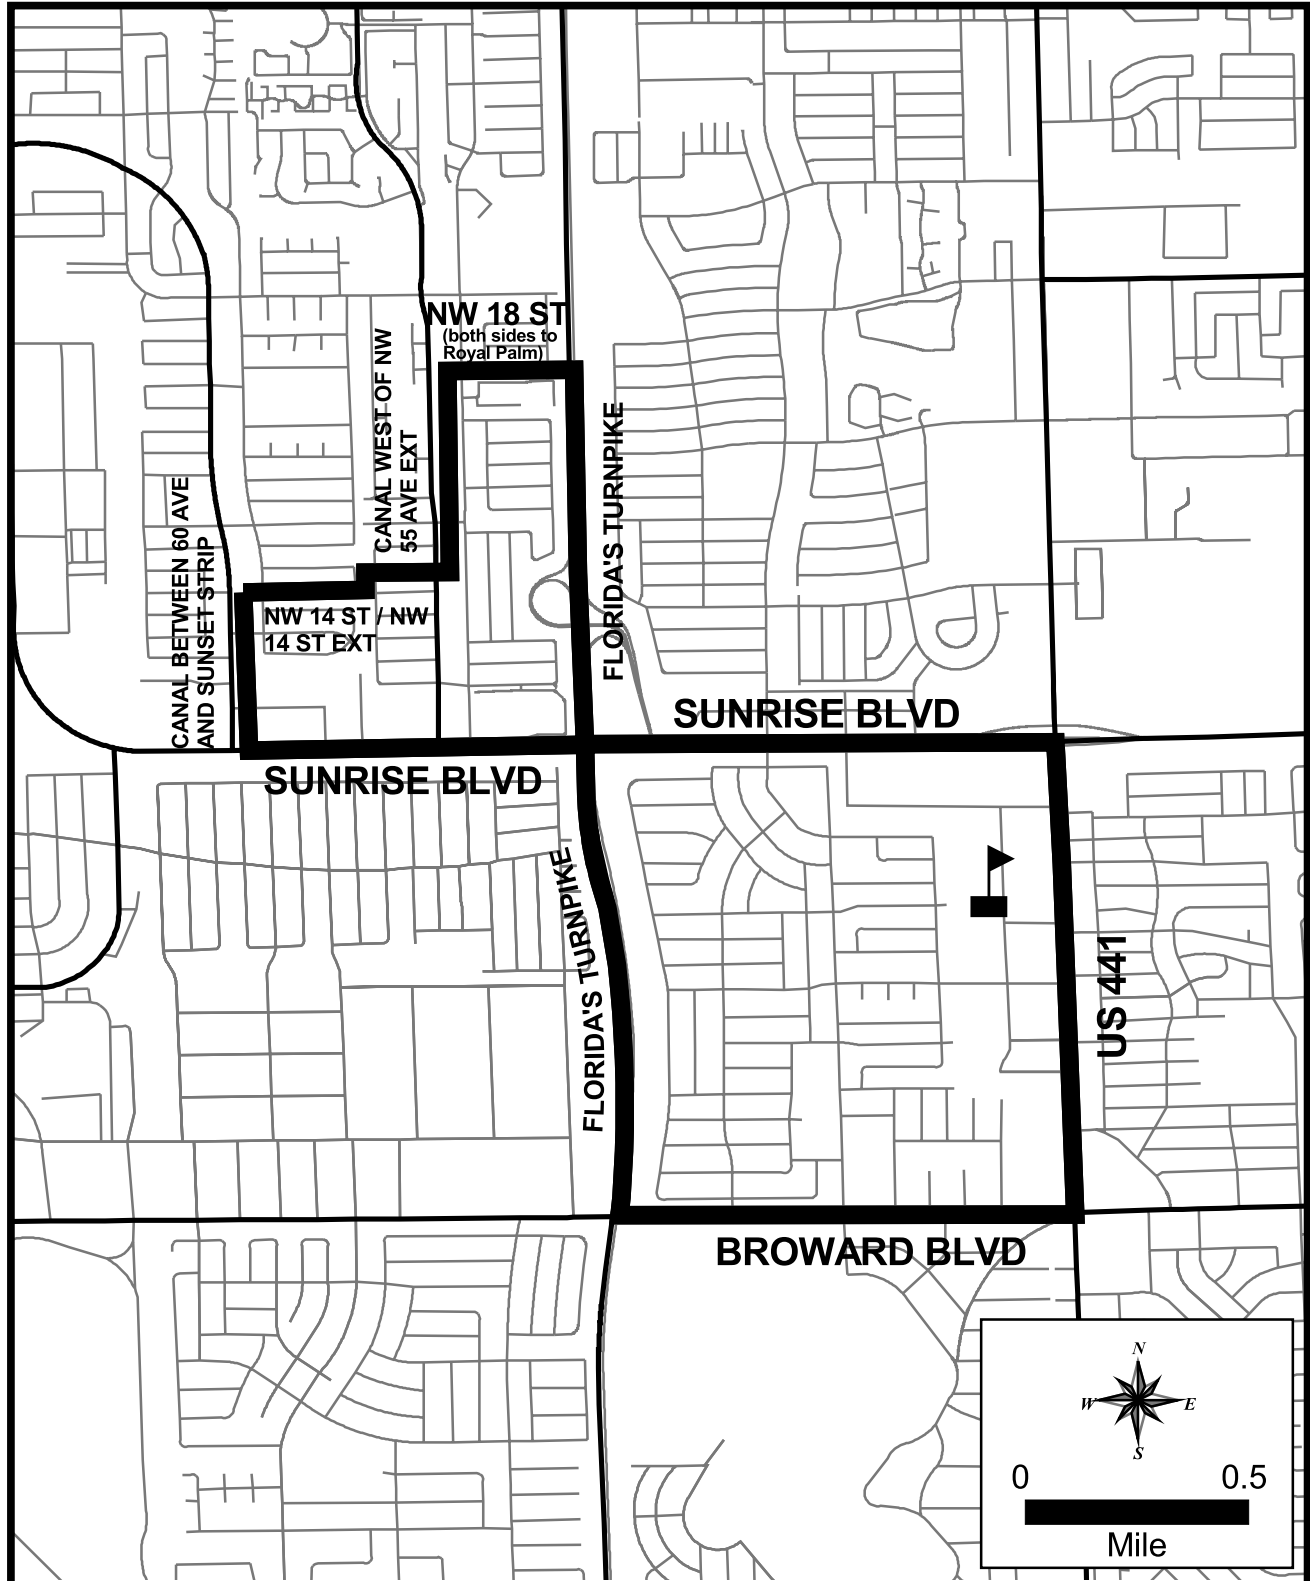 NW 18 ST
(both sides to
Royal Palm)
CANAL WEST OF NW
55 AVE EXT
FLORIDA'S TURNPIKE
CANAL BETWEEN 60 AVE
AND SUNSET STRIP
NW 14 ST / NW
14 ST EXT
SUNRISE BLVD
SUNRISE BLVD
FLORIDA'S TURNPIKE
US 441
BROWARD BLVD
N
W
E
S
0
0.5
Mile